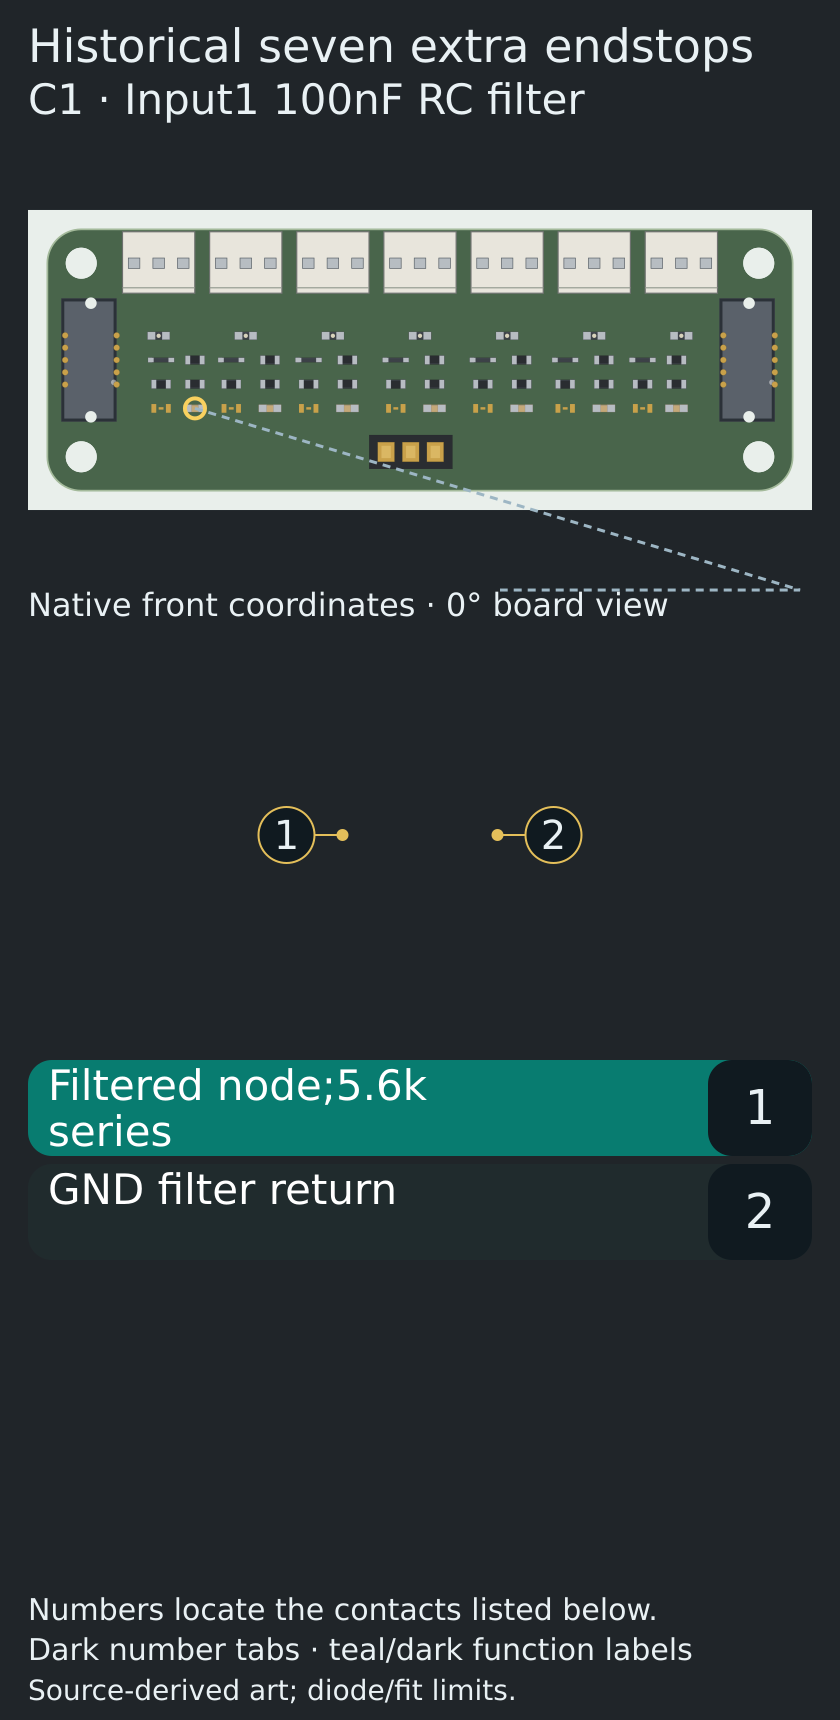 Historical seven extra endstops
C1 · Input1 100nF RC filter
Native front coordinates · 0° board view
1
2
Filtered node;5.6k
series
1
GND filter return
2
Numbers locate the contacts listed below.
Dark number tabs · teal/dark function labels
Source-derived art; diode/fit limits.